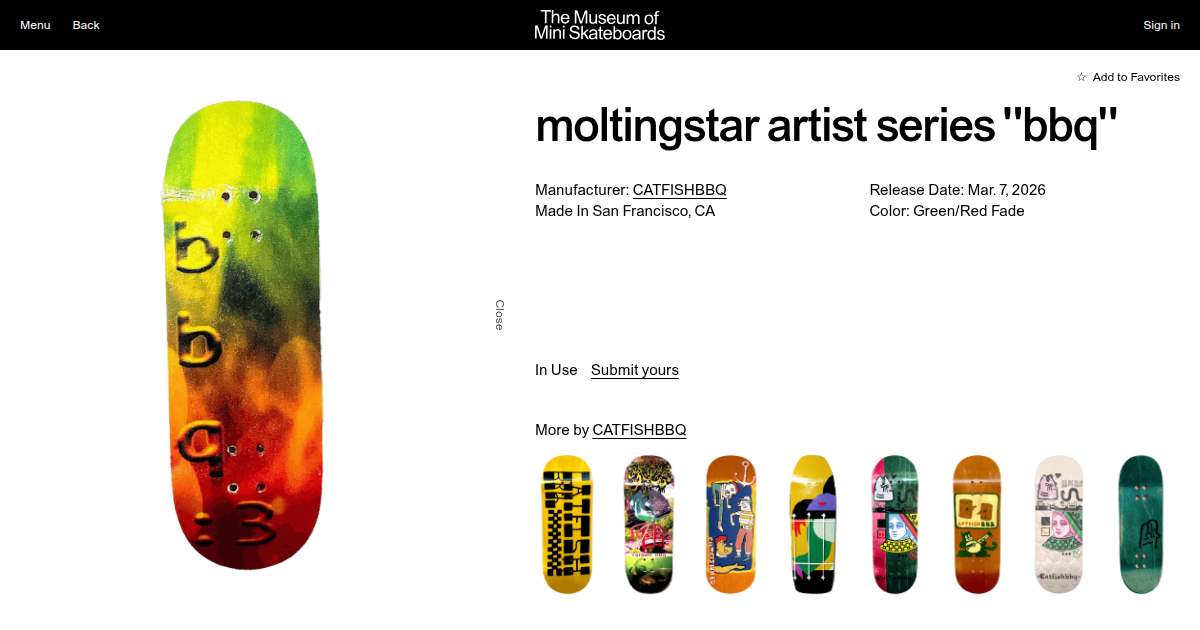 Menu
Back
The Museum of
Mini Skateboards
Sign in
☆ Add to Favorites
moltingstar artist series "bbq"
Manufacturer: CATFISHBBQ
Made In San Francisco, CA
Release Date: Mar. 7, 2026
Color: Green/Red Fade
b
b
q
:3
Close
In Use Submit yours
More by CATFISHBBQ
CATFISH
Catfishbbq